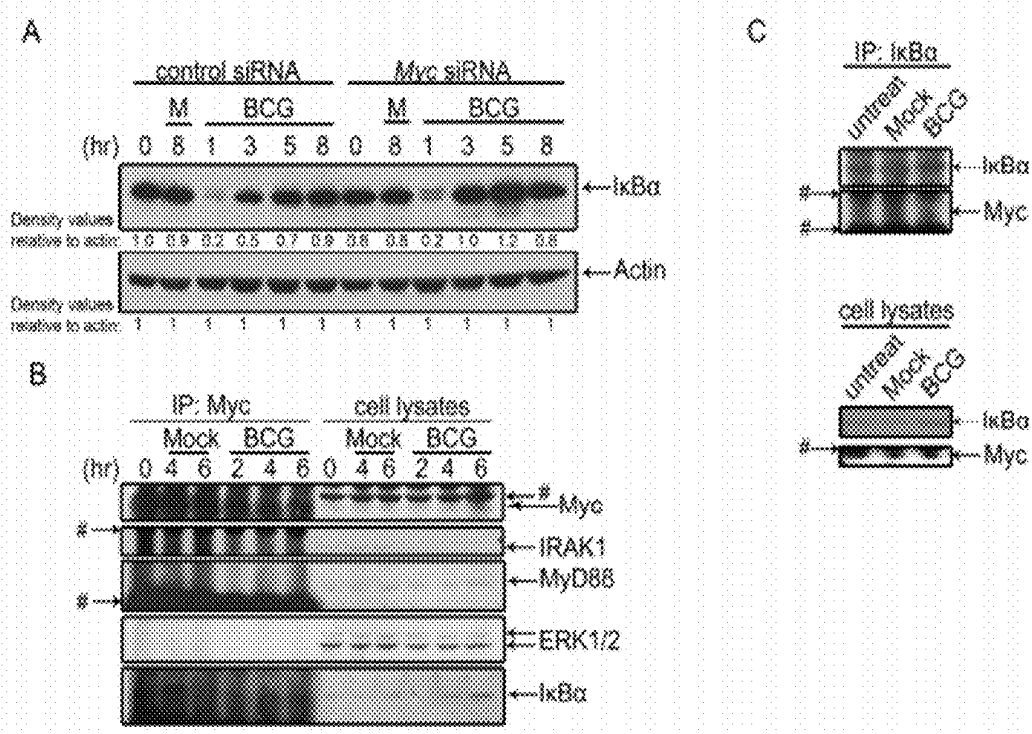 A
control siRNA Myc siRNA
M BCG M BCG
(hr) 0 8 1 3 5 8 0 8 1 3 5 8
IκBα
Density values
relative to actin: 1.0 0.9 0.2 0.5 0.7 0.9 0.8 0.8 0.2 1.0 1.2 0.8
Actin
Density values
relative to actin: 1 1 1 1 1 1 1 1 1 1 1 1
B
IP: Myc cell lysates
Mock BCG Mock BCG
(hr) 0 4 6 2 4 6 0 4 6 2 4 6
#
Myc
#
IRAK1
MyD88
#
ERK1/2
IκBα
C
IP: IκBα
untreat Mock BCG
IκBα
#
Myc
#
cell lysates
untreat Mock BCG
IκBα
#
Myc